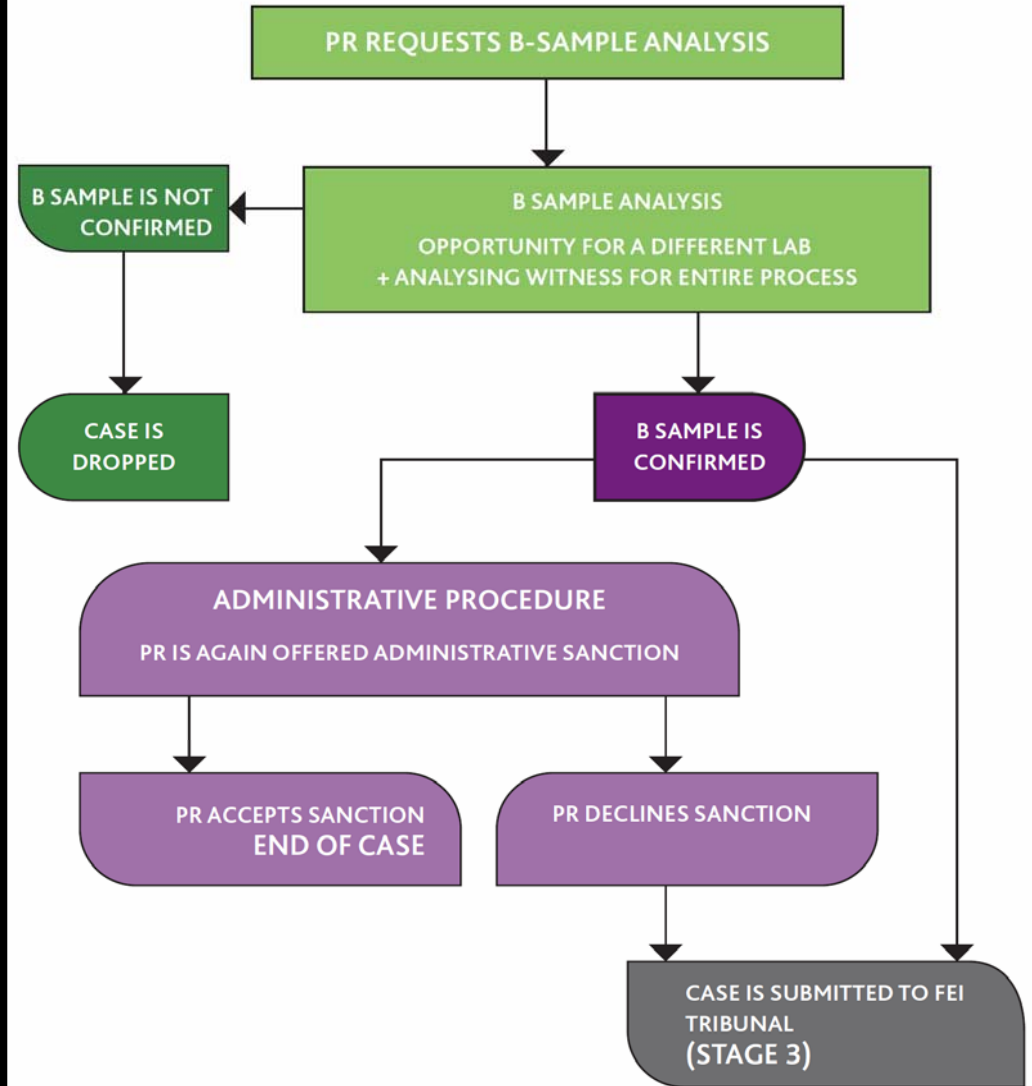 PR REQUESTS B-SAMPLE ANALYSIS
B SAMPLE IS NOT
CONFIRMED
B SAMPLE ANALYSIS
OPPORTUNITY FOR A DIFFERENT LAB
+ ANALYSING WITNESS FOR ENTIRE PROCESS
CASE IS
DROPPED
B SAMPLE IS
CONFIRMED
ADMINISTRATIVE PROCEDURE
PR IS AGAIN OFFERED ADMINISTRATIVE SANCTION
PR ACCEPTS SANCTION
END OF CASE
PR DECLINES SANCTION
CASE IS SUBMITTED TO FEI
TRIBUNAL
(STAGE 3)